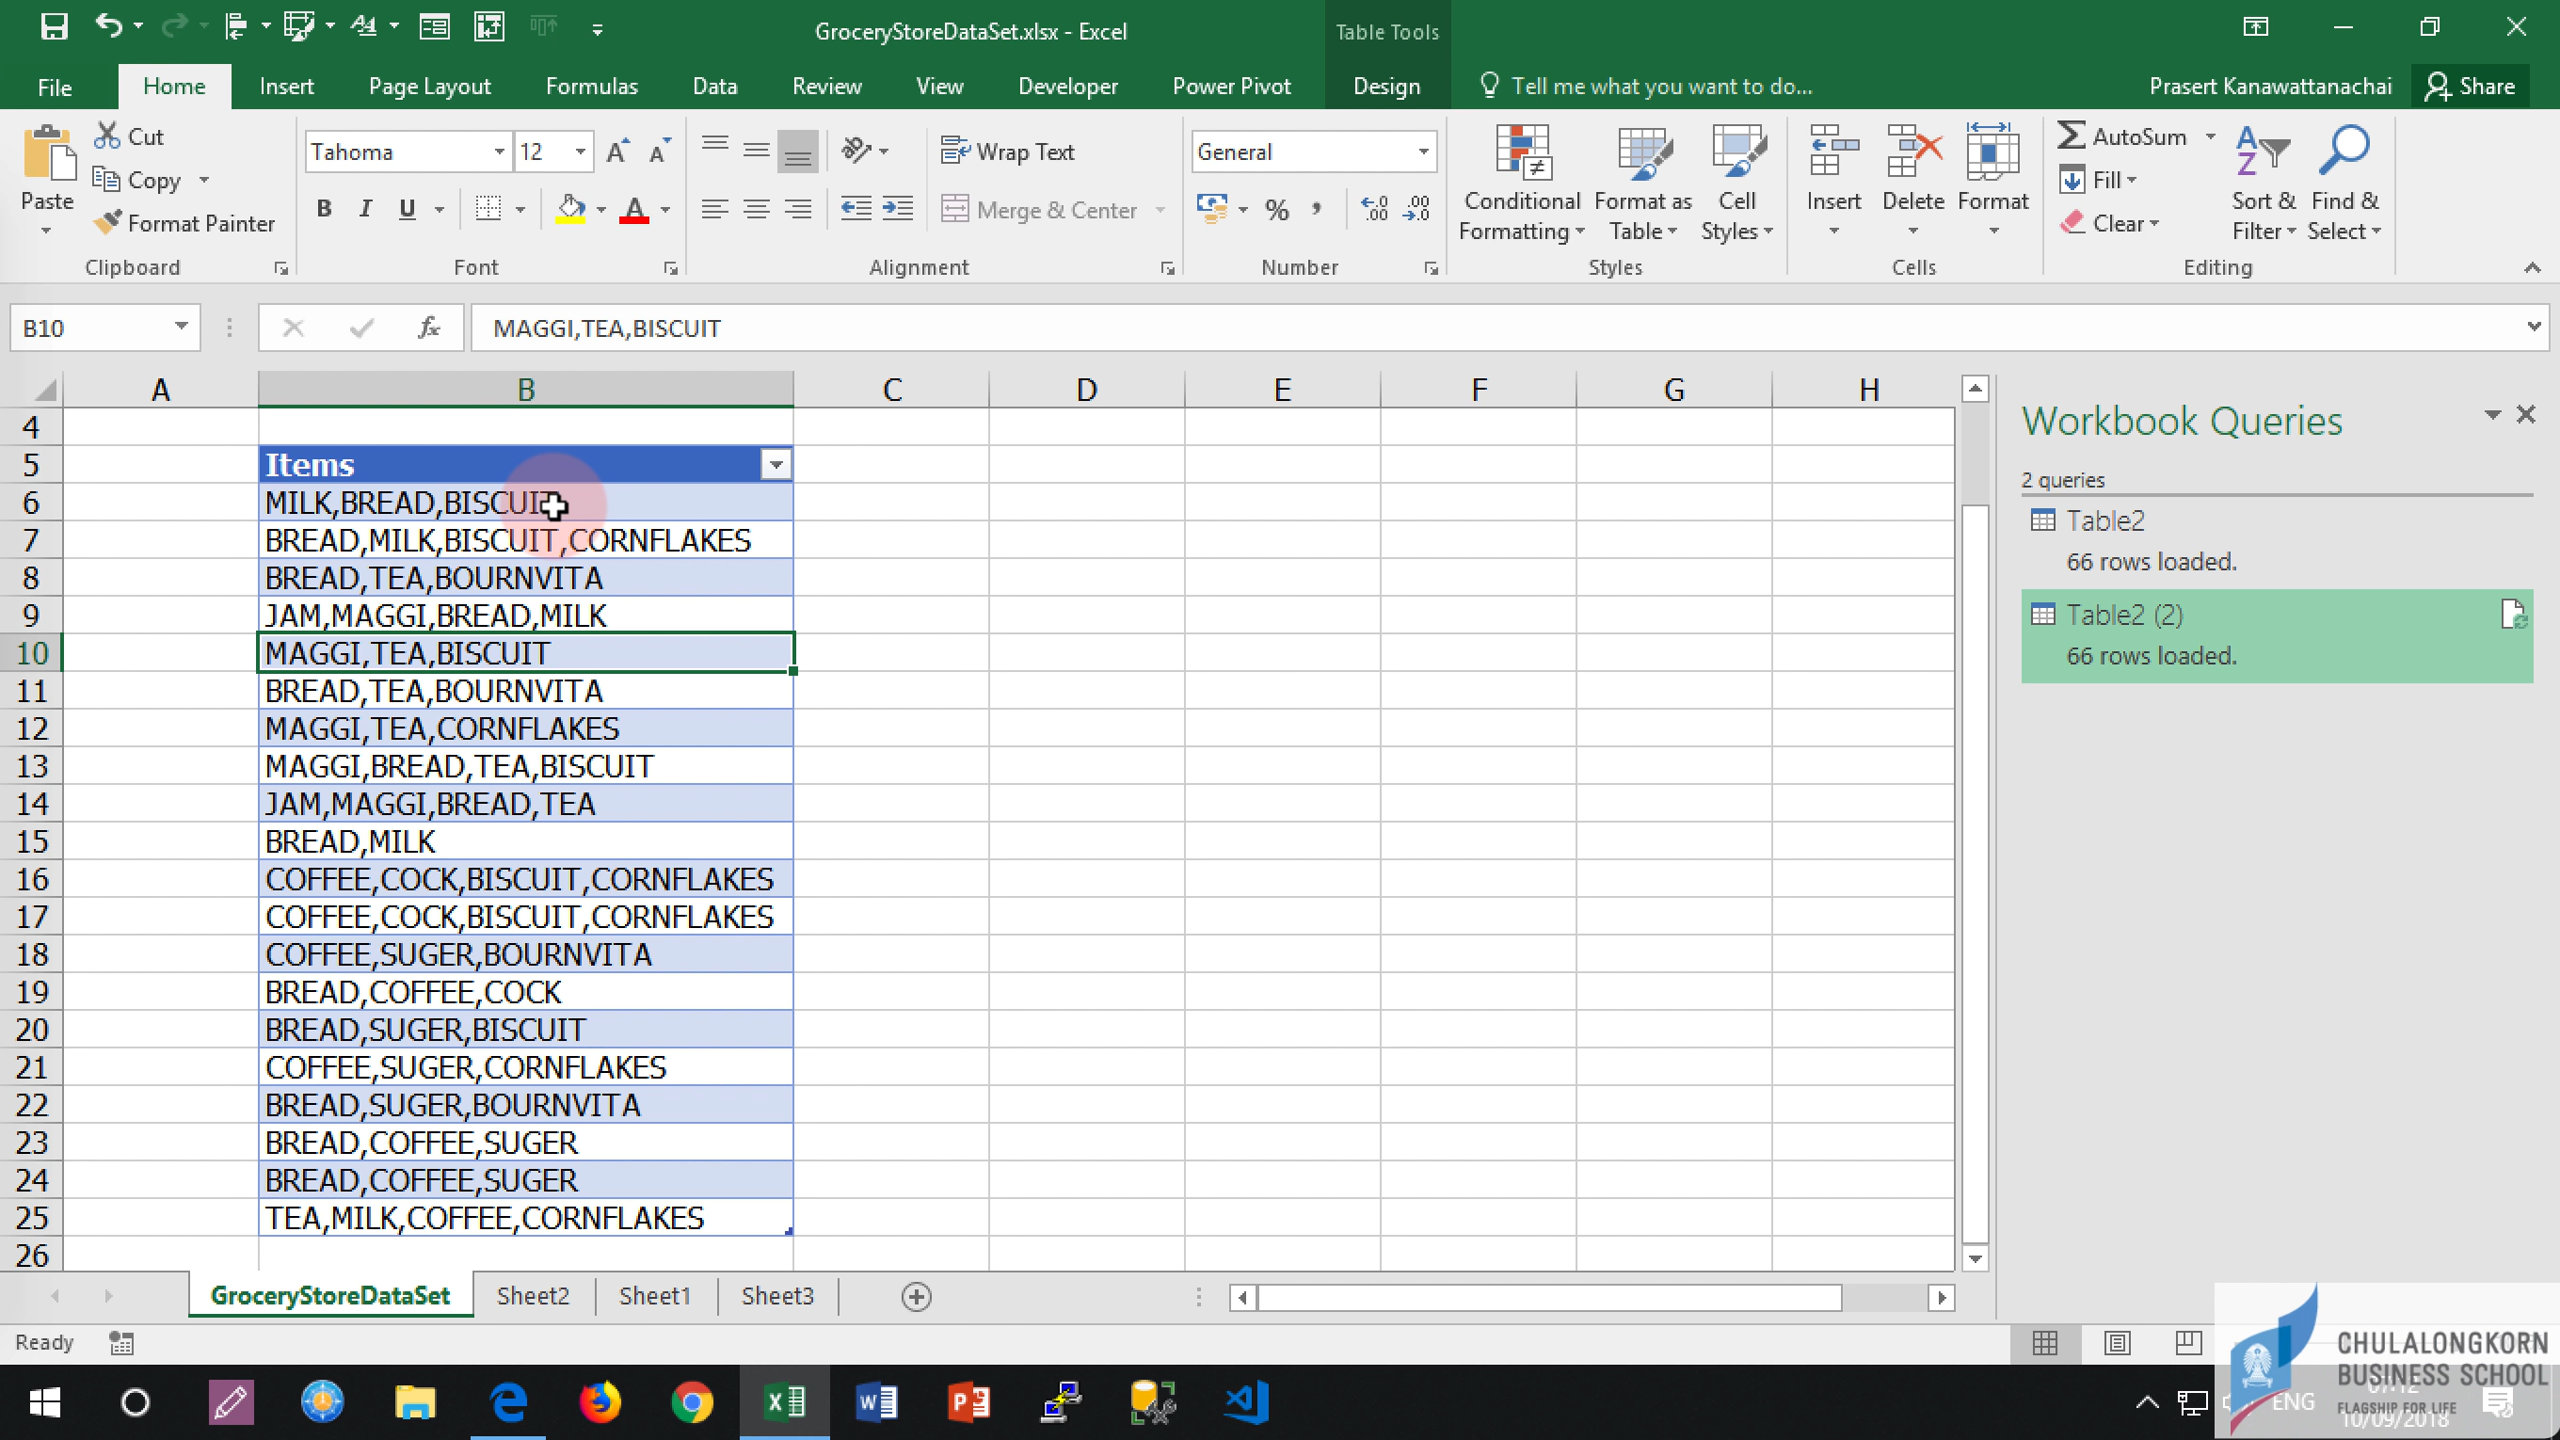 GroceryStoreDataSet.xlsx - Excel
Table Tools
File Home Insert Page Layout Formulas Data Review View Developer Power Pivot Design Tell me what you want to do... Prasert Kanawattanachai Share
Paste
Cut
Copy
Format Painter
Clipboard
Tahoma 12
B I U
Font
Wrap Text
Merge & Center
Alignment
General
Number
Conditional Formatting
Format as Table
Cell Styles
Styles
Insert Delete Format
Cells
AutoSum
Fill
Clear
Sort & Filter
Find & Select
Editing
B10 fx MAGGI,TEA,BISCUIT
A B C D E F G H
4
5 Items
6 MILK,BREAD,BISCUIT
7 BREAD,MILK,BISCUIT,CORNFLAKES
8 BREAD,TEA,BOURNVITA
9 JAM,MAGGI,BREAD,MILK
10 MAGGI,TEA,BISCUIT
11 BREAD,TEA,BOURNVITA
12 MAGGI,TEA,CORNFLAKES
13 MAGGI,BREAD,TEA,BISCUIT
14 JAM,MAGGI,BREAD,TEA
15 BREAD,MILK
16 COFFEE,COCK,BISCUIT,CORNFLAKES
17 COFFEE,COCK,BISCUIT,CORNFLAKES
18 COFFEE,SUGER,BOURNVITA
19 BREAD,COFFEE,COCK
20 BREAD,SUGER,BISCUIT
21 COFFEE,SUGER,CORNFLAKES
22 BREAD,SUGER,BOURNVITA
23 BREAD,COFFEE,SUGER
24 BREAD,COFFEE,SUGER
25 TEA,MILK,COFFEE,CORNFLAKES
26
Workbook Queries
2 queries
Table2
66 rows loaded.
Table2 (2)
66 rows loaded.
GroceryStoreDataSet Sheet2 Sheet1 Sheet3
Ready
CHULALONGKORN
BUSINESS SCHOOL
FLAGSHIP FOR LIFE
ENG
07:12
10/09/2018